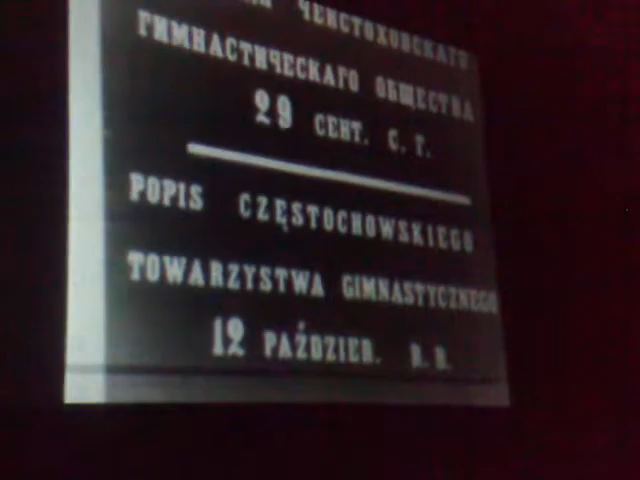 ЧЕНСТОХОВСКАГО
ГИМНАСТИЧЕСКАГО ОБЩЕСТВА
29 СЕНТ. С. Г.
POPIS CZĘSTOCHOWSKIEGO
TOWARZYSTWA GIMNASTYCZNEGO
12 PAŹDZIER. R. B.